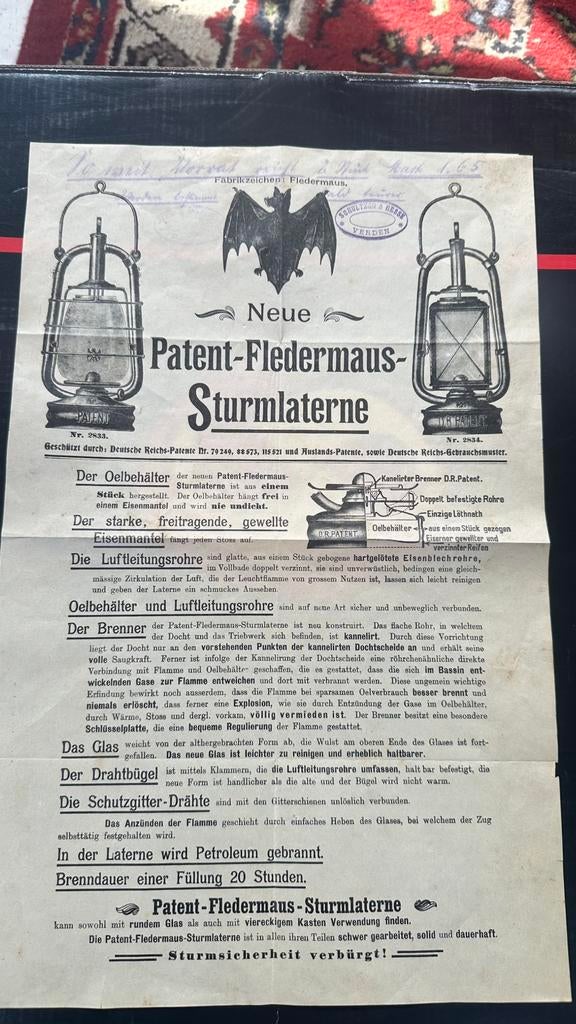 So weit Vorrat reicht, Stück Mark 1.65
Fabrikzeichen: Fledermaus.
SCHULTZEN & HESSE
VERDEN
Neue
Patent-Fledermaus-
Sturmlaterne
PATENT
D.R. PATENT
Nr. 2833.
Nr. 2834.
Geschützt durch: Deutsche Reichs-Patente Nr. 79 249, 88 573, 115 521 und Auslands-Patente, sowie Deutsche Reichs-Gebrauchsmuster.
Der Oelbehälter der neuen Patent-Fledermaus-
Sturmlaterne ist aus einem
Stück hergestellt. Der Oelbehälter hängt frei in
einem Eisenmantel und wird nie undicht.
Der starke, freitragende, gewellte
Eisenmantel fängt jeden Stoss auf.
Kanelirter Brenner D.R.Patent.
Doppelt befestigte Rohre
Einzige Löthnath
Oelbehälter aus einem Stück gezogen
Eiserner gewellter und
verzinnter Reifen
D.R. PATENT
Die Luftleitungsrohre sind glatte, aus einem Stück gebogene hartgelötete Eisenblechrohre,
im Vollbade doppelt verzinnt, sie sind unverwüstlich, bedingen eine gleich-
mässige Zirkulation der Luft, die der Leuchtflamme von grossem Nutzen ist, lassen sich leicht reinigen
und geben der Laterne ein schmuckes Aussehen.
Oelbehälter und Luftleitungsrohre sind auf neue Art sicher und unbeweglich verbunden.
Der Brenner der Patent-Fledermaus-Sturmlaterne ist neu konstruirt. Das flache Rohr, in welchem
der Docht und das Triebwerk sich befinden, ist kannelirt. Durch diese Vorrichtung
liegt der Docht nur an den vorstehenden Punkten der kannelirten Dochtscheide an und erhält seine
volle Saugkraft. Ferner ist infolge der Kannelirung der Dochtscheide eine röhrchenähnliche direkte
Verbindung mit Flamme und Oelbehälter geschaffen, die es gestattet, dass die sich im Bassin ent-
wickelnden Gase zur Flamme entweichen und dort mit verbrannt werden. Diese ungemein wichtige
Erfindung bewirkt noch ausserdem, dass die Flamme bei sparsamen Oelverbrauch besser brennt und
niemals erlöscht, dass ferner eine Explosion, wie sie durch Entzündung der Gase im Oelbehälter,
durch Wärme, Stoss und dergl. vorkam, völlig vermieden ist. Der Brenner besitzt eine besondere
Schlüsselplatte, die eine bequeme Regulierung der Flamme gestattet.
Das Glas weicht von der althergebrachten Form ab, die Wulst am oberen Ende des Glases ist fort-
gefallen. Das neue Glas ist leichter zu reinigen und erheblich haltbarer.
Der Drahtbügel ist mittels Klammern, die die Luftleitungsrohre umfassen, haltbar befestigt, die
neue Form ist handlicher als die alte und der Bügel wird nicht warm.
Die Schutzgitter-Drähte sind mit den Gitterschienen unlöslich verbunden.
Das Anzünden der Flamme geschieht durch einfaches Heben des Glases, bei welchem der Zug
selbsttätig festgehalten wird.
In der Laterne wird Petroleum gebrannt.
Brenndauer einer Füllung 20 Stunden.
Patent-Fledermaus-Sturmlaterne
kann sowohl mit rundem Glas als auch mit viereckigem Kasten Verwendung finden.
Die Patent-Fledermaus-Sturmlaterne ist in allen ihren Teilen schwer gearbeitet, solid und dauerhaft.
Sturmsicherheit verbürgt!